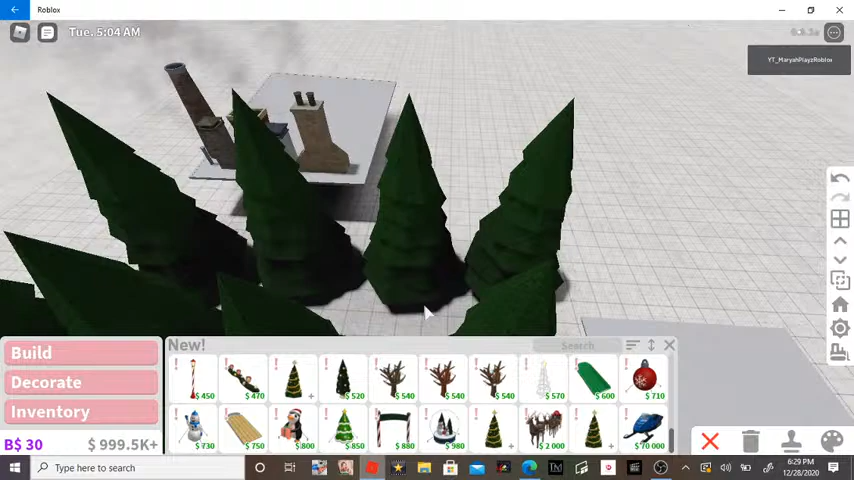 Roblox
Tue. 5:04 AM
YT_MaryahPlayzRoblox
Build
Decorate
Inventory
B$ 30
$ 999.5K+
New!
Search
$ 450
$ 470
$ 520
$ 540
$ 540
$ 540
$ 570
$ 600
$ 710
$ 730
$ 750
$ 800
$ 850
$ 880
$ 980
$ 2 000
$ 70 000
Type here to search
6:29 PM
12/28/2020